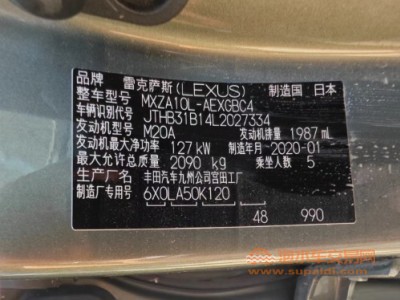 品牌 雷克萨斯(LEXUS) 制造国 日本
整车型号 MXZA10L-AEXGBC4
车辆识别代号 JTHB31B14L2027334
发动机型号 M20A 发动机排量 1987 mL
发动机最大净功率 127 kW 制造年月 2020-01
最大允许总质量 2090 kg 乘坐人数 5
生产厂名 丰田汽车九州公司宫田工厂
制造厂专用号 6X0LA50K120
48 990
www.supaidi.com